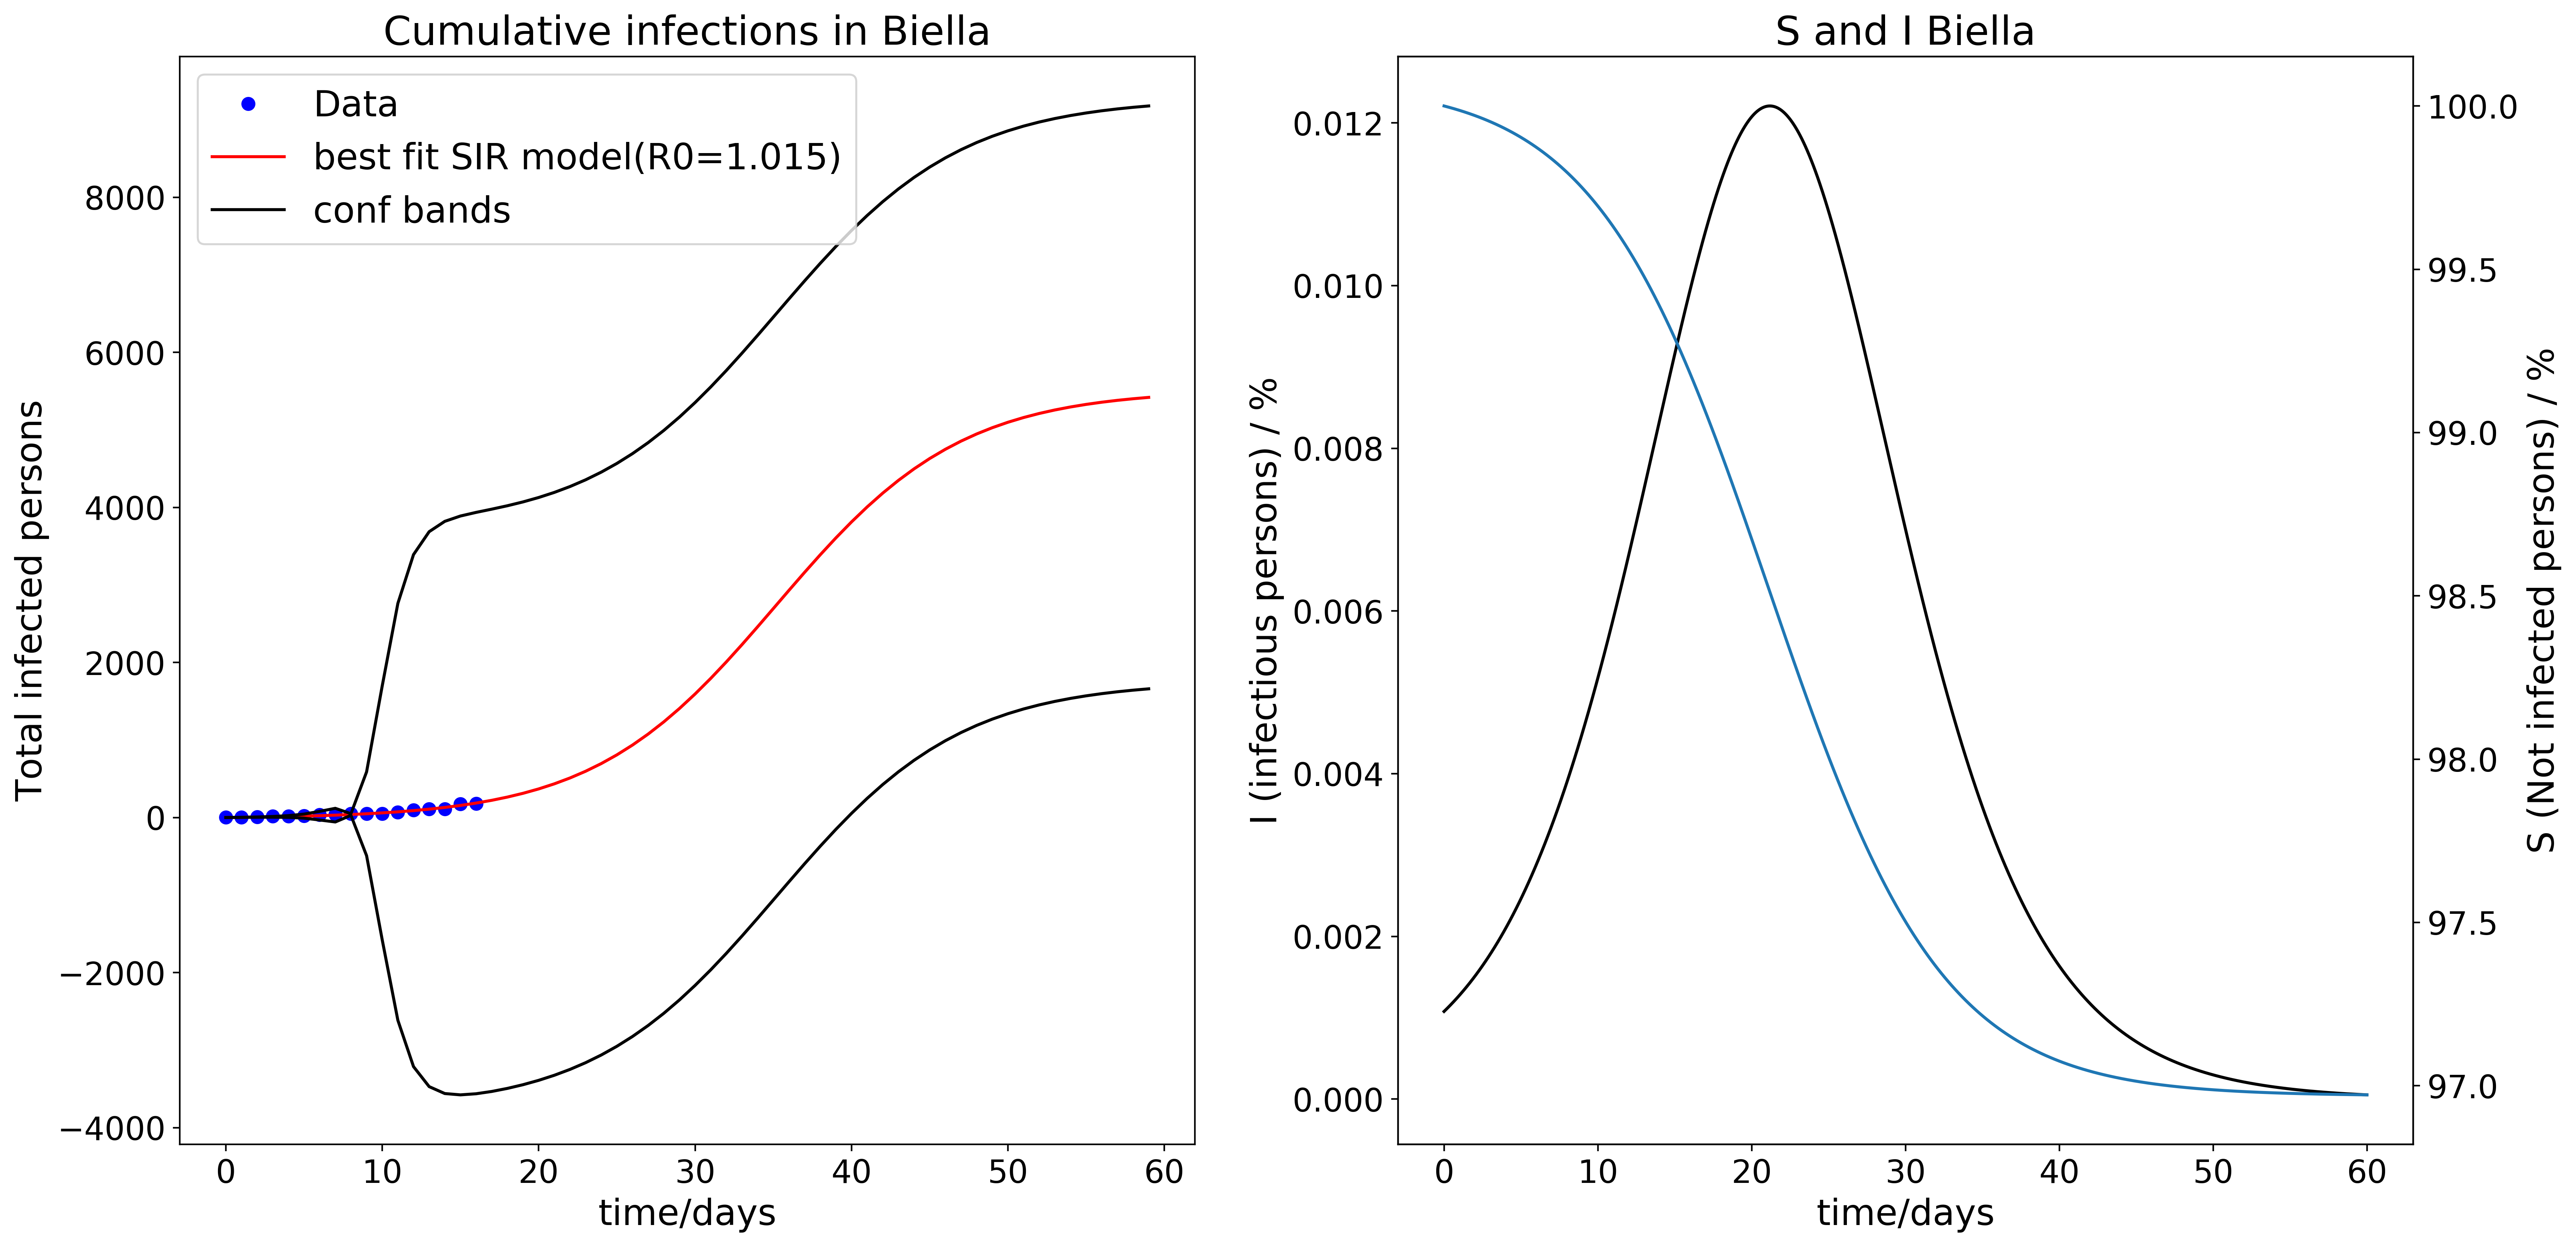 Cumulative infections in Biella
Data
best fit SIR model(R0=1.015)
conf bands
Total infected persons
8000
6000
4000
2000
0
−2000
−4000
0 10 20 30 40 50 60
time/days
S and I Biella
I (infectious persons) / %
0.012
0.010
0.008
0.006
0.004
0.002
0.000
100.0
99.5
99.0
98.5
98.0
97.5
97.0
S (Not infected persons) / %
0 10 20 30 40 50 60
time/days